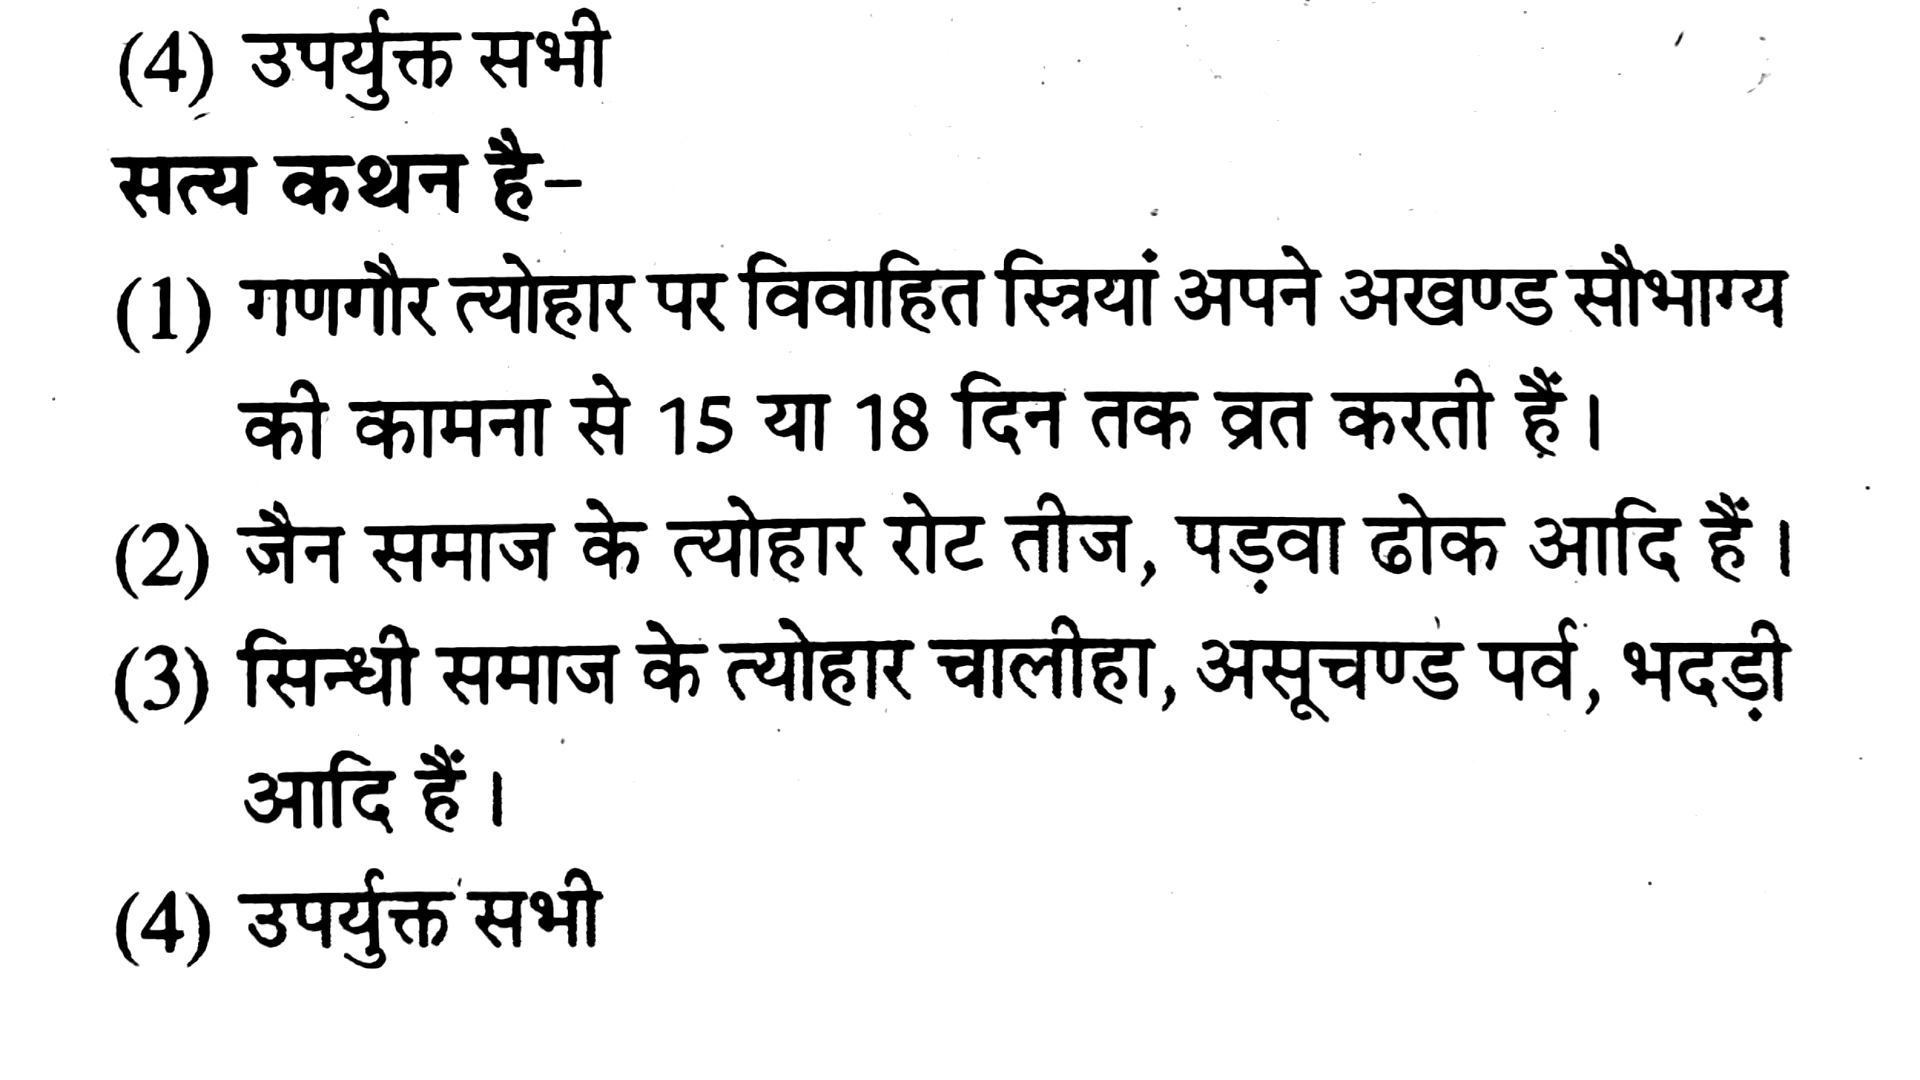 (4) उपर्युक्त सभी
सत्य कथन है–
(1) गणगौर त्योहार पर विवाहित स्त्रियां अपने अखण्ड सौभाग्य
की कामना से 15 या 18 दिन तक व्रत करती हैं।
(2) जैन समाज के त्योहार रोट तीज, पड़वा ढोक आदि हैं।
(3) सिन्धी समाज के त्योहार चालीहा, असूचण्ड पर्व, भदड़ी
आदि हैं।
(4) उपर्युक्त सभी